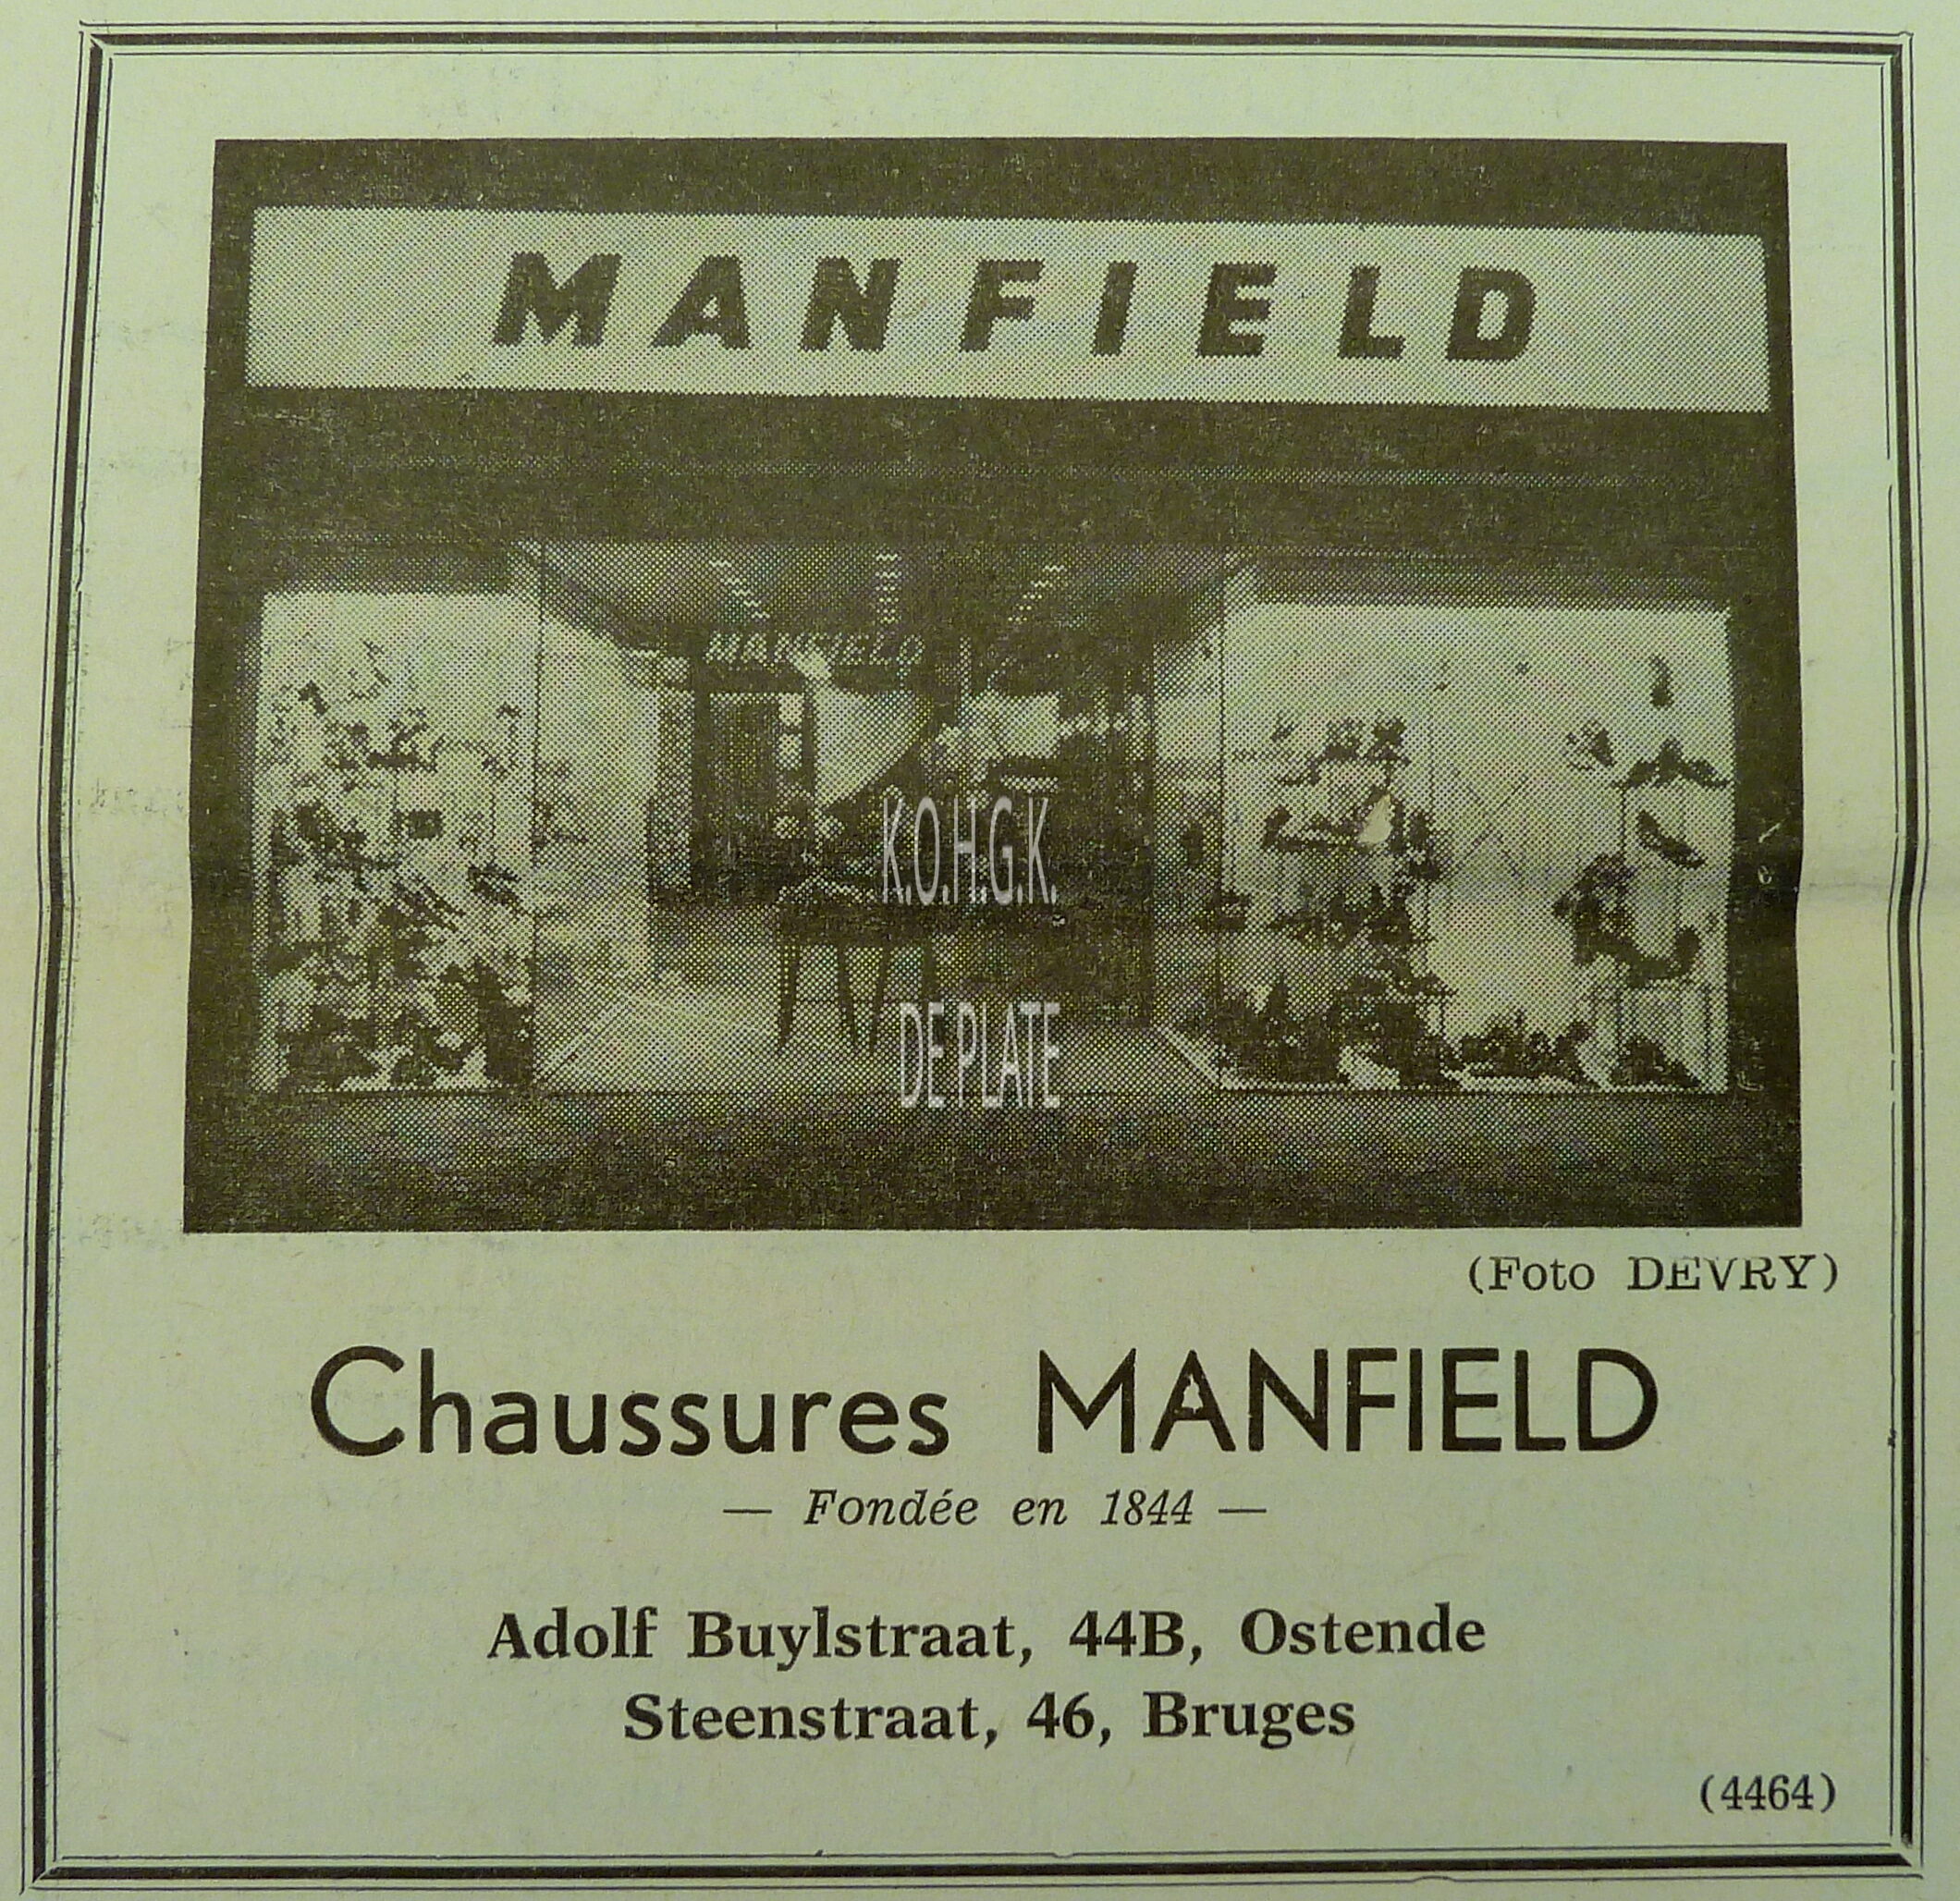 MANFIELD
MANFIELD
K.O.H.G.K.
DE PLATE
(Foto DEVRY)
Chaussures MANFIELD
— Fondée en 1844 —
Adolf Buylstraat, 44B, Ostende
Steenstraat, 46, Bruges
(4464)